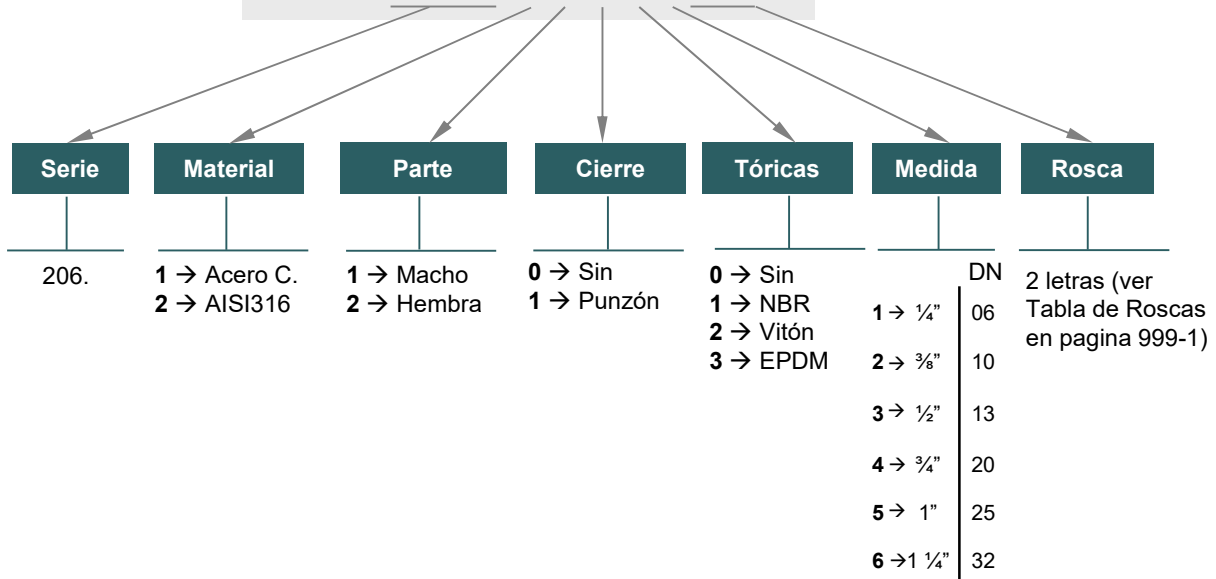 Serie
Material
Parte
Cierre
Tóricas
Medida
Rosca
206.
1 → Acero C.
2 → AISI316
1 → Macho
2 → Hembra
0 → Sin
1 → Punzón
0 → Sin
1 → NBR
2 → Vitón
3 → EPDM
DN
1 → ¼” 06
2 → ⅜” 10
3 → ½” 13
4 → ¾” 20
5 → 1” 25
6 →1 ¼” 32
2 letras (ver
Tabla de Roscas
en pagina 999-1)